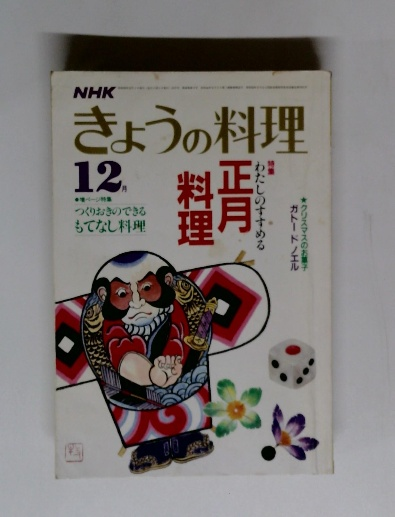 NHK
きょうの料理
12月
●増ページ特集
つくりおきのできる
もてなし料理
特集
わたしのすすめる
正月
料理
★クリスマスのお菓子
ガトー ド ノエル